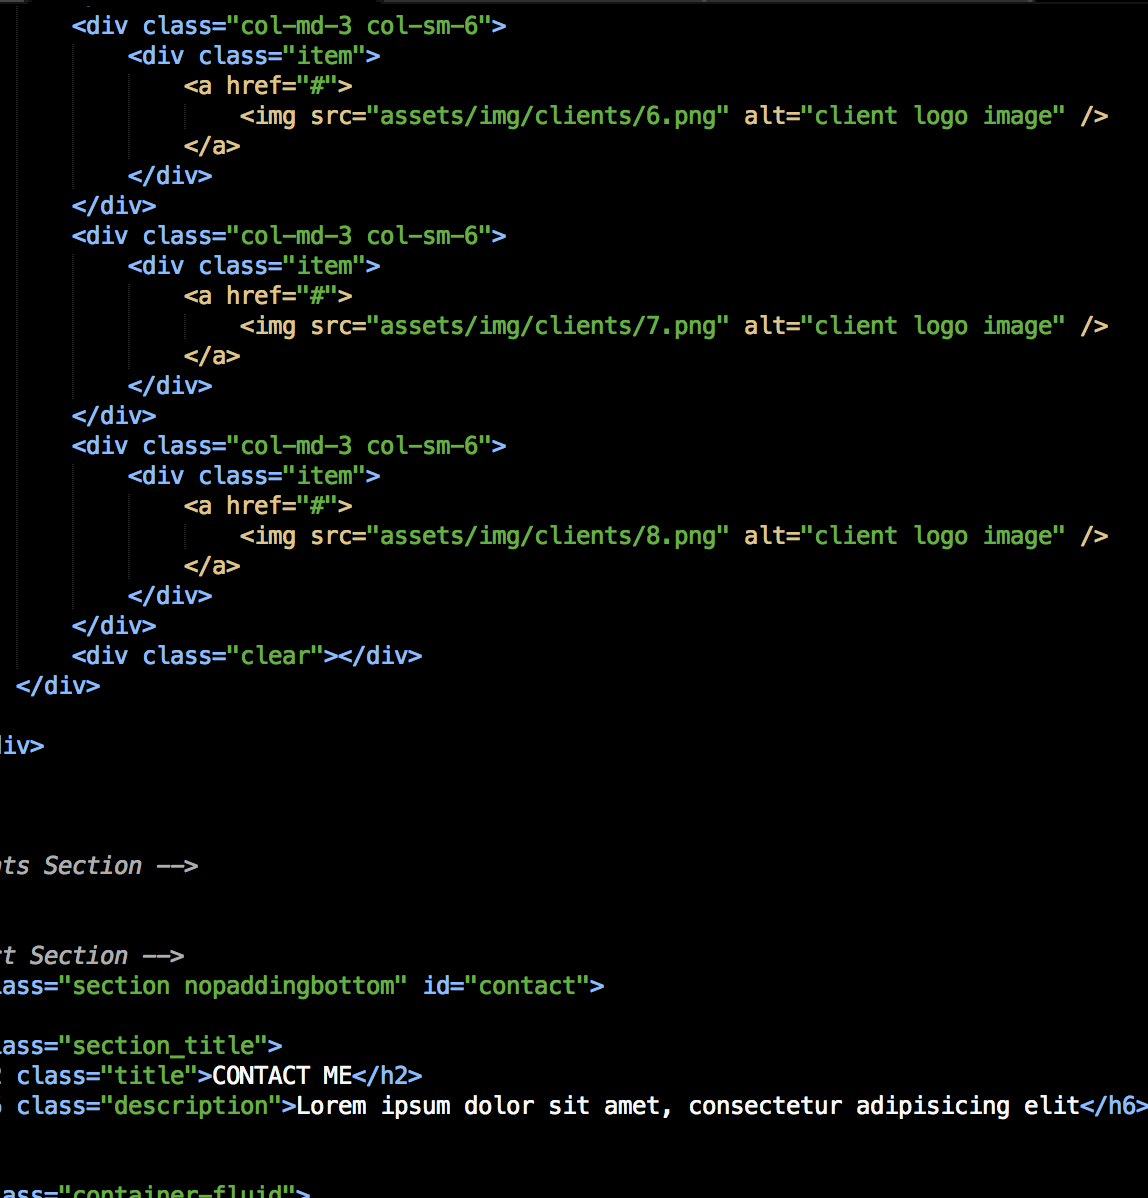 <div class="col-md-3 col-sm-6">
<div class="item">
<a href="#">
<img src="assets/img/clients/6.png" alt="client logo image" />
</a>
</div>
</div>
<div class="col-md-3 col-sm-6">
<div class="item">
<a href="#">
<img src="assets/img/clients/7.png" alt="client logo image" />
</a>
</div>
</div>
<div class="col-md-3 col-sm-6">
<div class="item">
<a href="#">
<img src="assets/img/clients/8.png" alt="client logo image" />
</a>
</div>
</div>
<div class="clear"></div>
</div>
iv>
ts Section -->
t Section -->
ass="section nopaddingbottom" id="contact">
ass="section_title">
class="title">CONTACT ME</h2>
class="description">Lorem ipsum dolor sit amet, consectetur adipisicing elit</h6>
ass="container-fluid">